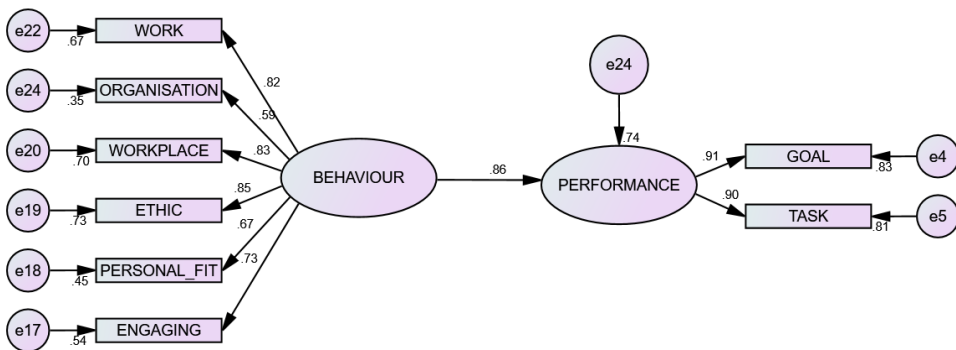 e22
.67
WORK
e24
.35
ORGANISATION
e20
.70
WORKPLACE
e19
.73
ETHIC
e18
.45
PERSONAL_FIT
e17
.54
ENGAGING
.82
.59
.83
.85
.67
.73
BEHAVIOUR
.86
e24
.74
PERFORMANCE
.91
.90
GOAL
.83
e4
TASK
.81
e5